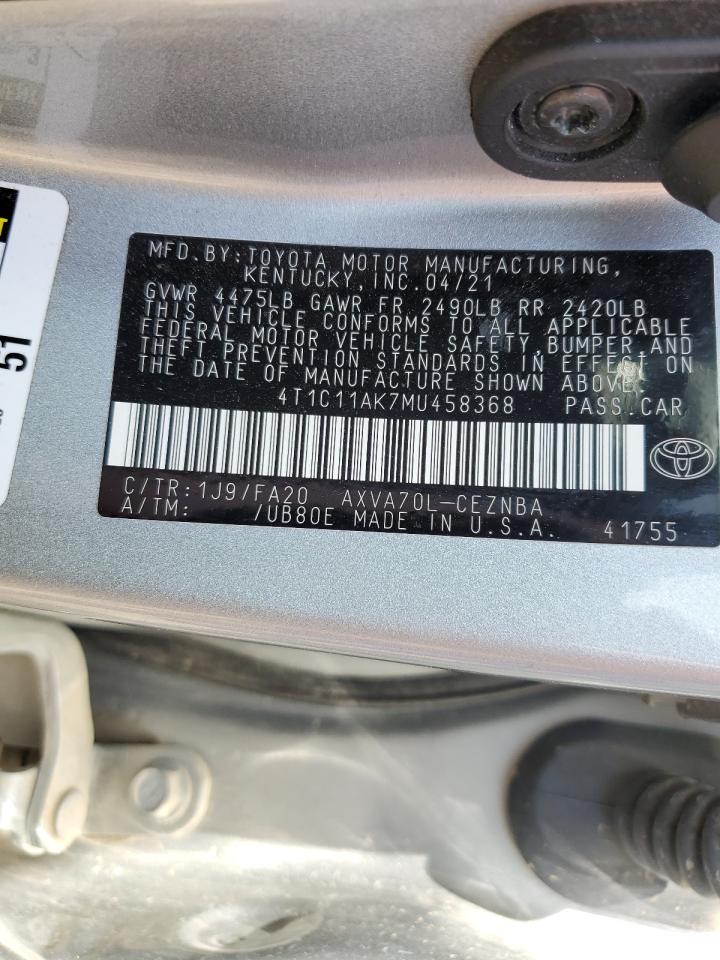 MFD.BY:TOYOTA MOTOR MANUFACTURING,
KENTUCKY, INC.04/21
GVWR 4475LB GAWR FR 2490LB RR 2420LB
THIS VEHICLE CONFORMS TO ALL APPLICABLE
FEDERAL MOTOR VEHICLE SAFETY,BUMPER,AND
THEFT PREVENTION STANDARDS IN EFFECT ON
THE DATE OF MANUFACTURE SHOWN ABOVE.
4T1C11AK7MU458368 PASS.CAR
C/TR:1J9/FA20 AXVA70L-CEZNBA
A/TM: /UB80E MADE IN U.S.A. 41755
51